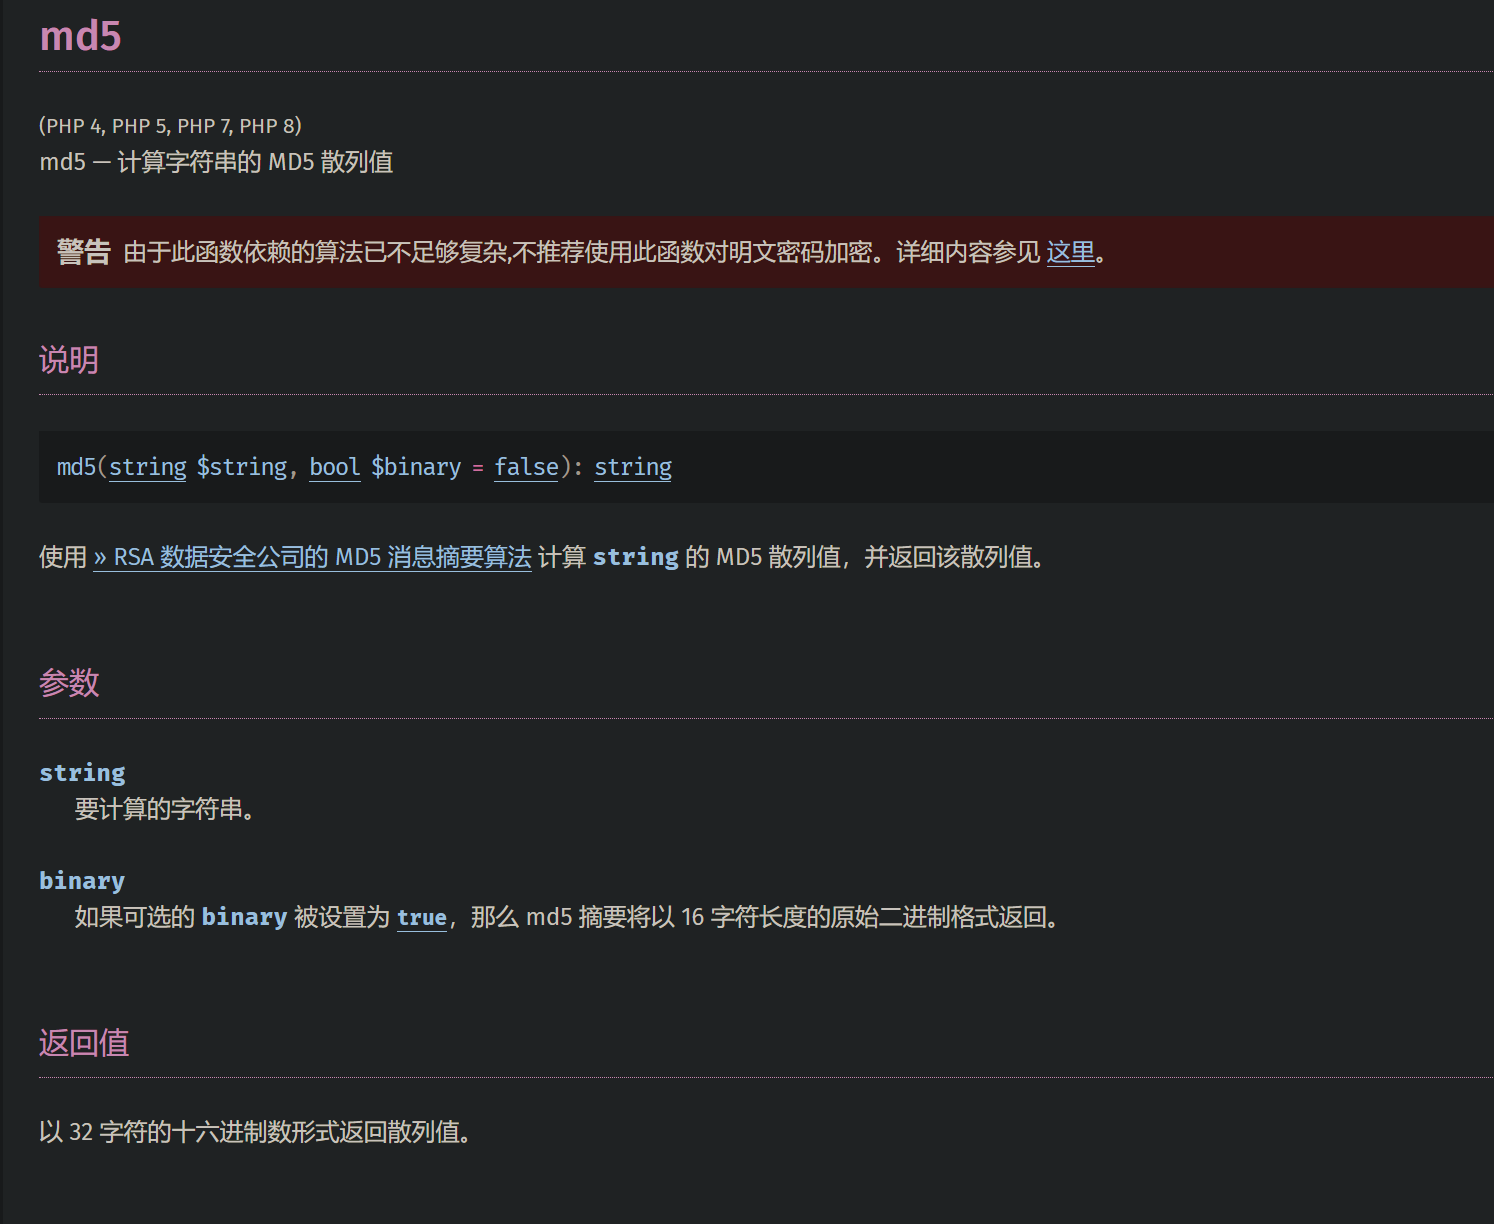 md5
(PHP 4, PHP 5, PHP 7, PHP 8)
md5 — 计算字符串的 MD5 散列值
警告 由于此函数依赖的算法已不足够复杂,不推荐使用此函数对明文密码加密。详细内容参见 这里。
说明
md5(string $string, bool $binary = false): string
使用 » RSA 数据安全公司的 MD5 消息摘要算法 计算 string 的 MD5 散列值，并返回该散列值。
参数
string
要计算的字符串。
binary
如果可选的 binary 被设置为 true，那么 md5 摘要将以 16 字符长度的原始二进制格式返回。
返回值
以 32 字符的十六进制数形式返回散列值。